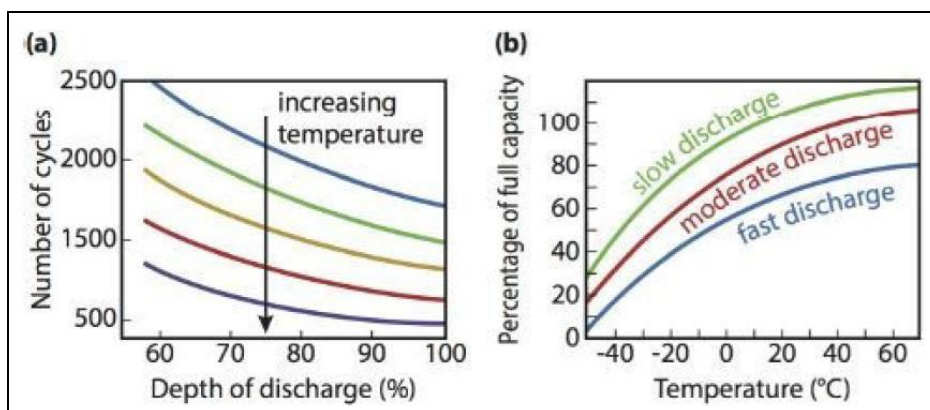 (a)
2500
2000
1500
500
Number of cycles
increasing
temperature
60 70 80 90 100
Depth of discharge (%)
(b)
Percentage of full capacity
100
80
60
40
20
0
slow discharge
moderate discharge
fast discharge
-40 -20 0 20 40 60
Temperature (°C)